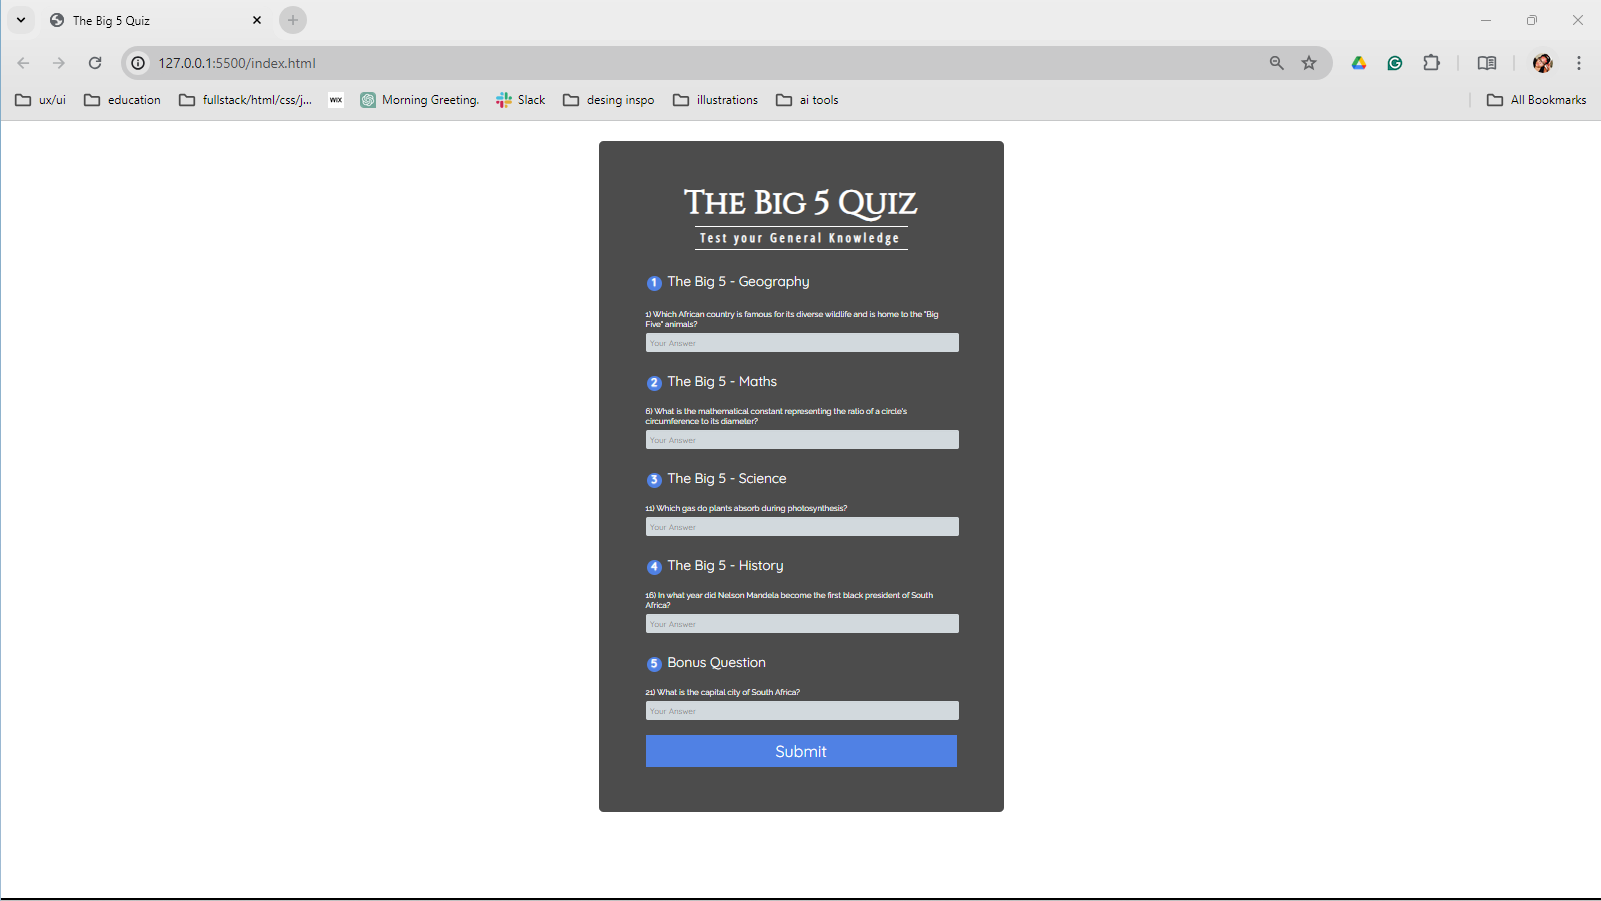 The Big 5 Quiz
127.0.0.1:5500/index.html
ux/ui education fullstack/html/css/j... WIX Morning Greeting. Slack desing inspo illustrations ai tools All Bookmarks
The Big 5 Quiz
Test your General Knowledge
1 The Big 5 - Geography
1) Which African country is famous for its diverse wildlife and is home to the "Big
Five" animals?
Your Answer
2 The Big 5 - Maths
6) What is the mathematical constant representing the ratio of a circle's
circumference to its diameter?
Your Answer
3 The Big 5 - Science
11) Which gas do plants absorb during photosynthesis?
Your Answer
4 The Big 5 - History
16) In what year did Nelson Mandela become the first black president of South
Africa?
Your Answer
5 Bonus Question
21) What is the capital city of South Africa?
Your Answer
Submit